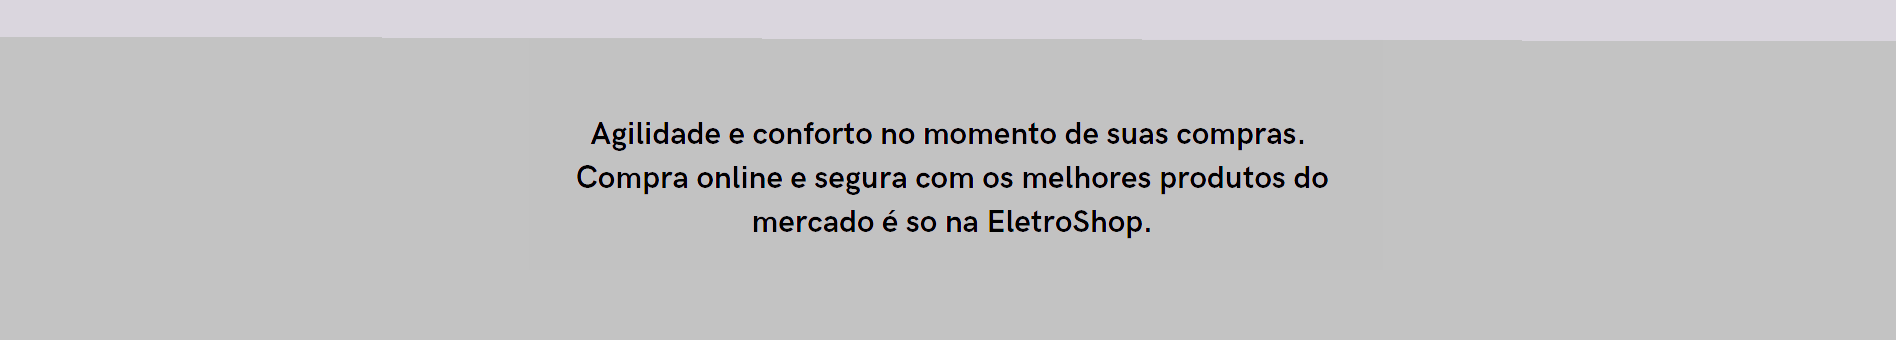 Agilidade e conforto no momento de suas compras.
Compra online e segura com os melhores produtos do
mercado é so na EletroShop.